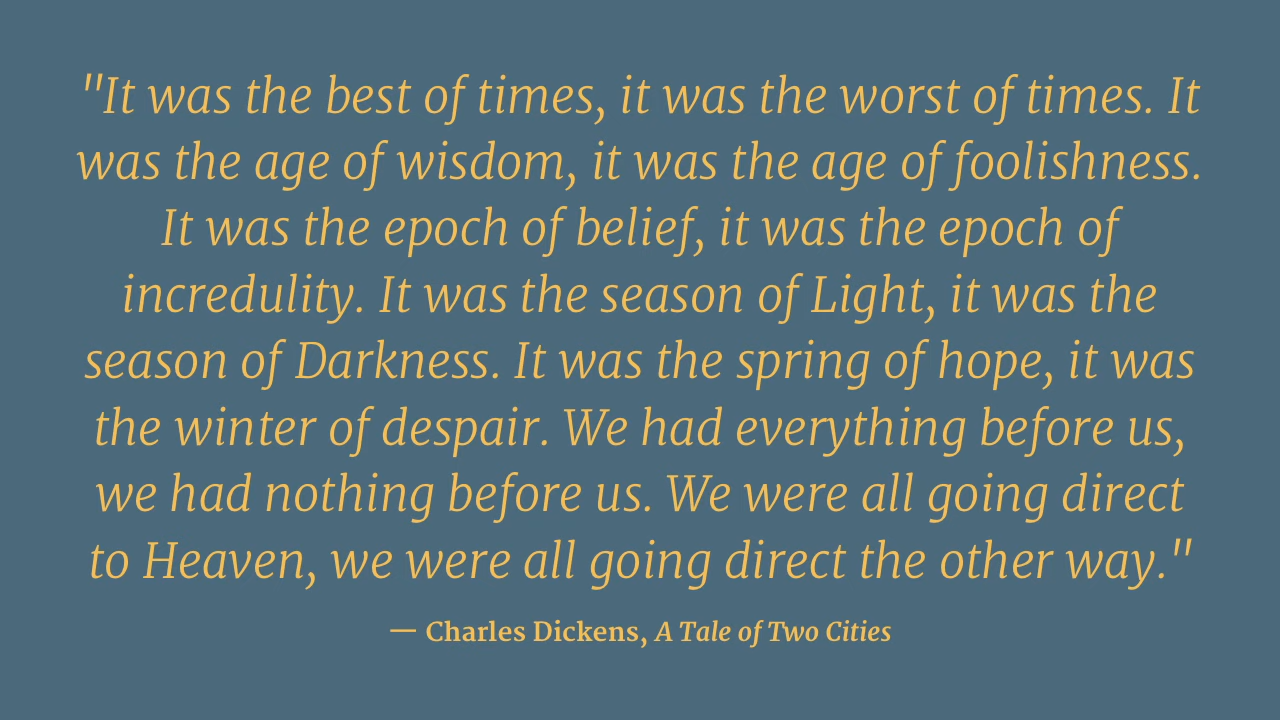 "It was the best of times, it was the worst of times. It
was the age of wisdom, it was the age of foolishness.
It was the epoch of belief, it was the epoch of
incredulity. It was the season of Light, it was the
season of Darkness. It was the spring of hope, it was
the winter of despair. We had everything before us,
we had nothing before us. We were all going direct
to Heaven, we were all going direct the other way."
— Charles Dickens, A Tale of Two Cities